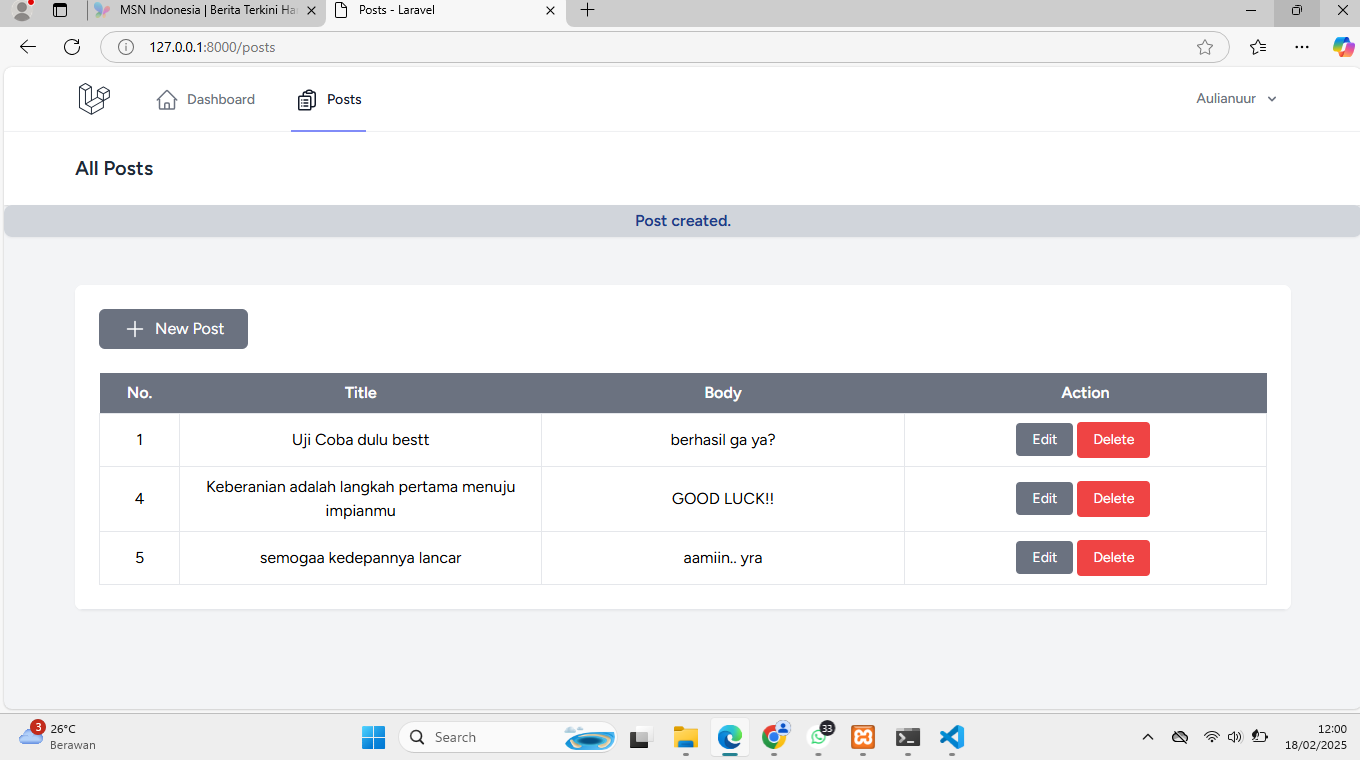 MSN Indonesia | Berita Terkini Ha
Posts - Laravel
127.0.0.1:8000/posts
Dashboard
Posts
Aulianuur
All Posts
Post created.
New Post
No. Title Body Action
1 Uji Coba dulu bestt berhasil ga ya? Edit Delete
4 Keberanian adalah langkah pertama menuju GOOD LUCK!! Edit Delete
impianmu
5 semogaa kedepannya lancar aamiin.. yra Edit Delete
3
26°C
Berawan
Search
33
12:00
18/02/2025